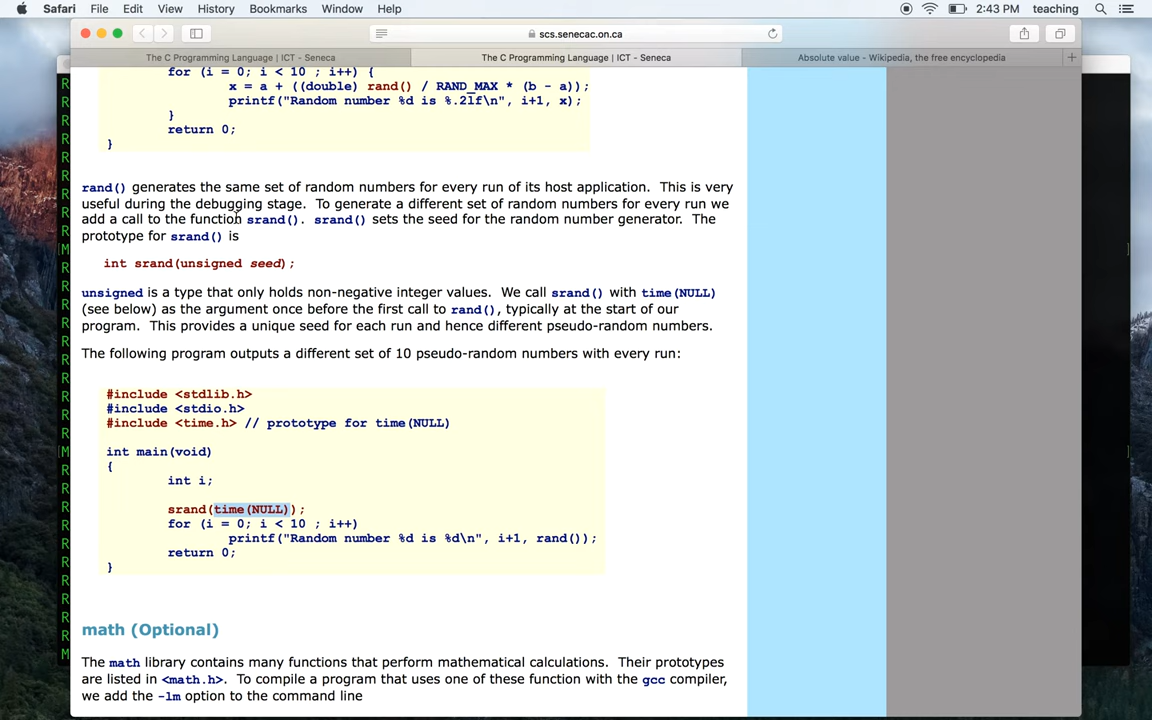 Safari File Edit View History Bookmarks Window Help 2:43 PM teaching
scs.senecac.on.ca
The C Programming Language | ICT - Seneca The C Programming Language | ICT - Seneca Absolute value - Wikipedia, the free encyclopedia
for (i = 0; i < 10 ; i++) {
x = a + ((double) rand() / RAND_MAX * (b - a));
printf("Random number %d is %.2lf\n", i+1, x);
}
return 0;
}
rand() generates the same set of random numbers for every run of its host application. This is very
useful during the debugging stage. To generate a different set of random numbers for every run we
add a call to the function srand(). srand() sets the seed for the random number generator. The
prototype for srand() is
int srand(unsigned seed);
unsigned is a type that only holds non-negative integer values. We call srand() with time(NULL)
(see below) as the argument once before the first call to rand(), typically at the start of our
program. This provides a unique seed for each run and hence different pseudo-random numbers.
The following program outputs a different set of 10 pseudo-random numbers with every run:
#include <stdlib.h>
#include <stdio.h>
#include <time.h> // prototype for time(NULL)
int main(void)
{
int i;
srand(time(NULL));
for (i = 0; i < 10 ; i++)
printf("Random number %d is %d\n", i+1, rand());
return 0;
}
math (Optional)
The math library contains many functions that perform mathematical calculations. Their prototypes
are listed in <math.h>. To compile a program that uses one of these function with the gcc compiler,
we add the -lm option to the command line